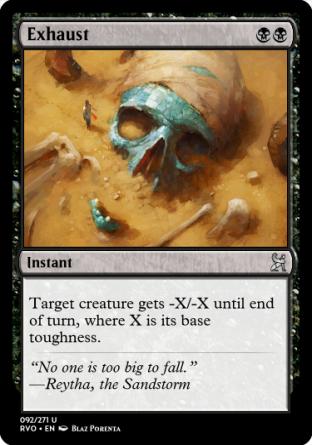 Exhaust
Instant
Target creature gets -X/-X until end
of turn, where X is its base
toughness.
“No one is too big to fall.”
—Reytha, the Sandstorm
092/271 U
RVO • EN Blaz Porenta